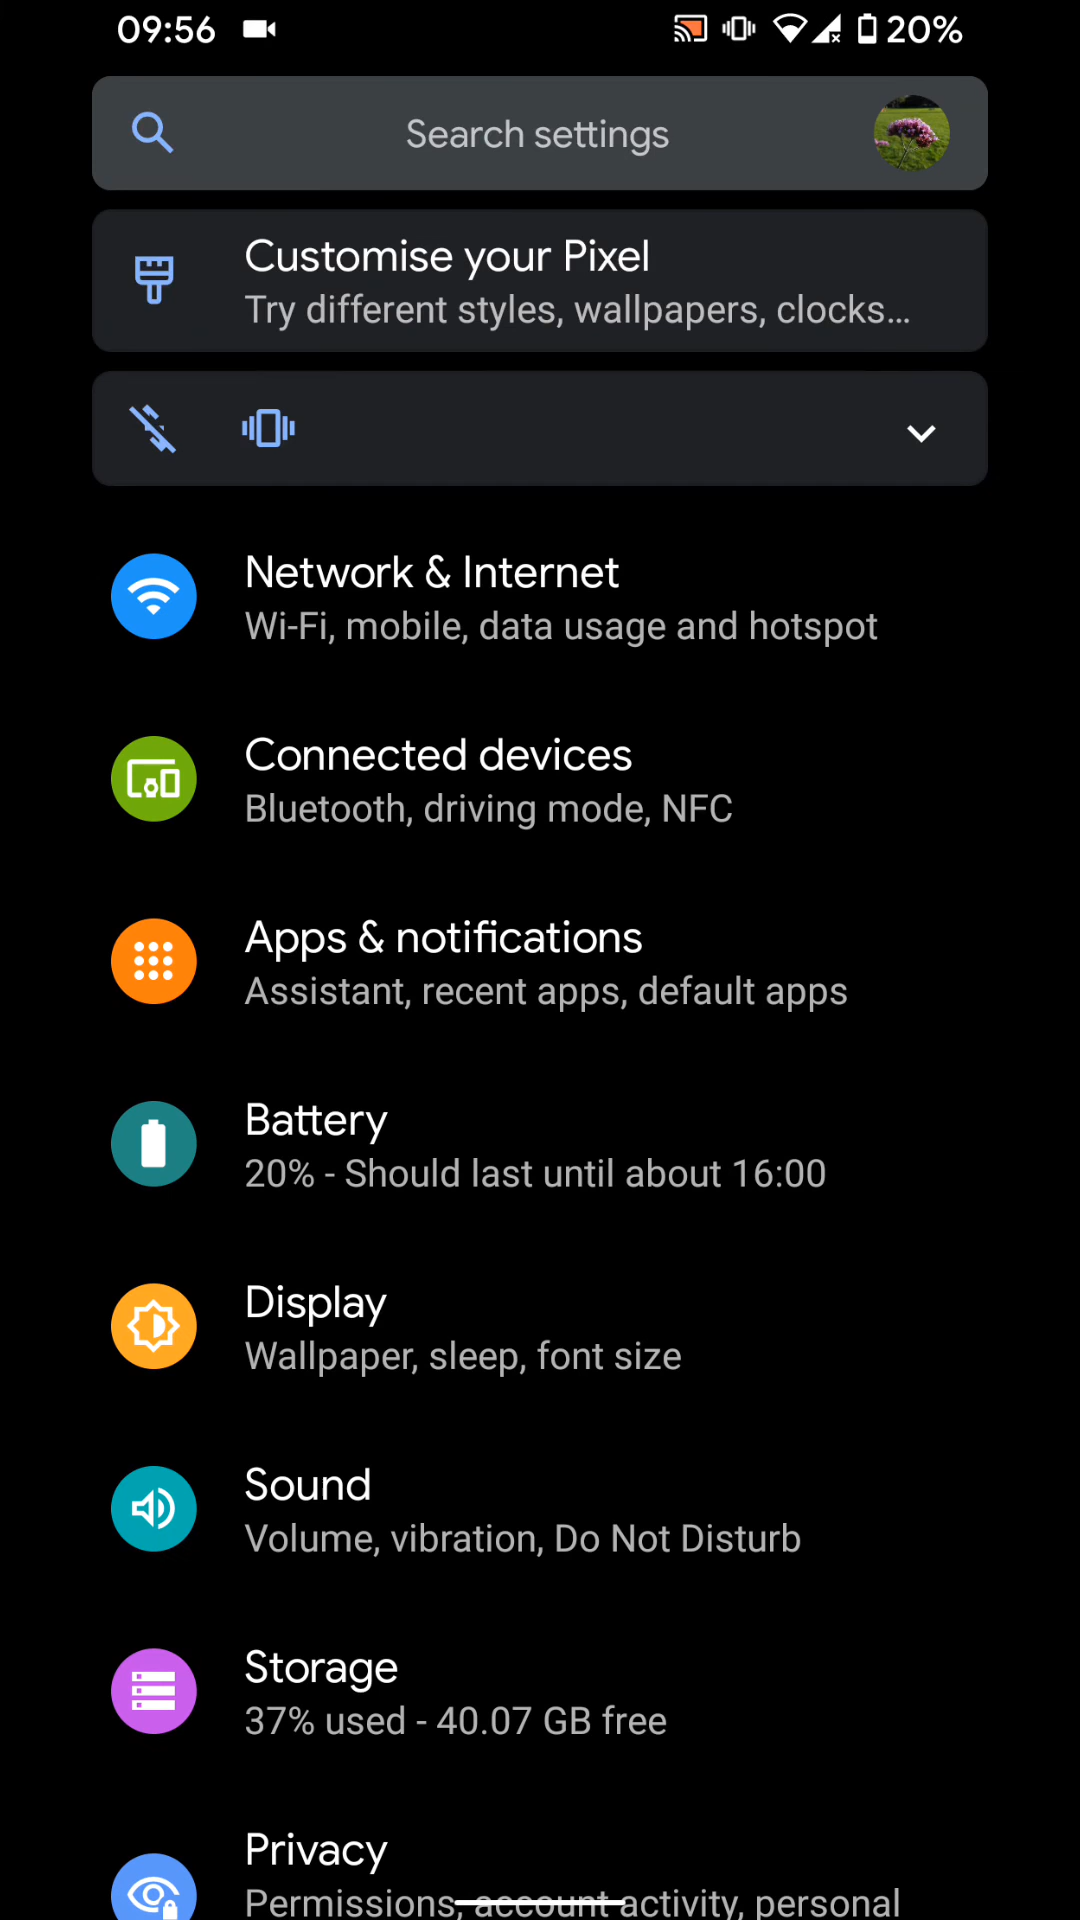 09:56
20%
Search settings
Customise your Pixel
Try different styles, wallpapers, clocks…
Network & Internet
Wi-Fi, mobile, data usage and hotspot
Connected devices
Bluetooth, driving mode, NFC
Apps & notifications
Assistant, recent apps, default apps
Battery
20% - Should last until about 16:00
Display
Wallpaper, sleep, font size
Sound
Volume, vibration, Do Not Disturb
Storage
37% used - 40.07 GB free
Privacy
Permissions, account activity, personal